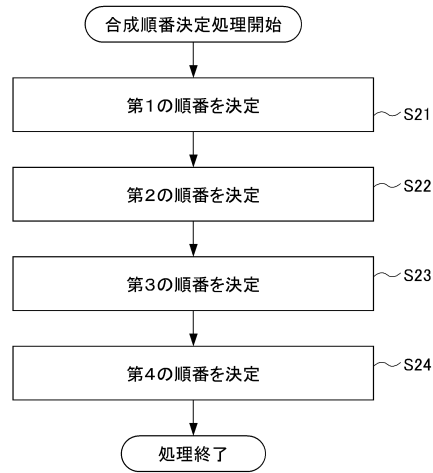 合成順番決定処理開始
第1の順番を決定
S21
第2の順番を決定
S22
第3の順番を決定
S23
第4の順番を決定
S24
処理終了